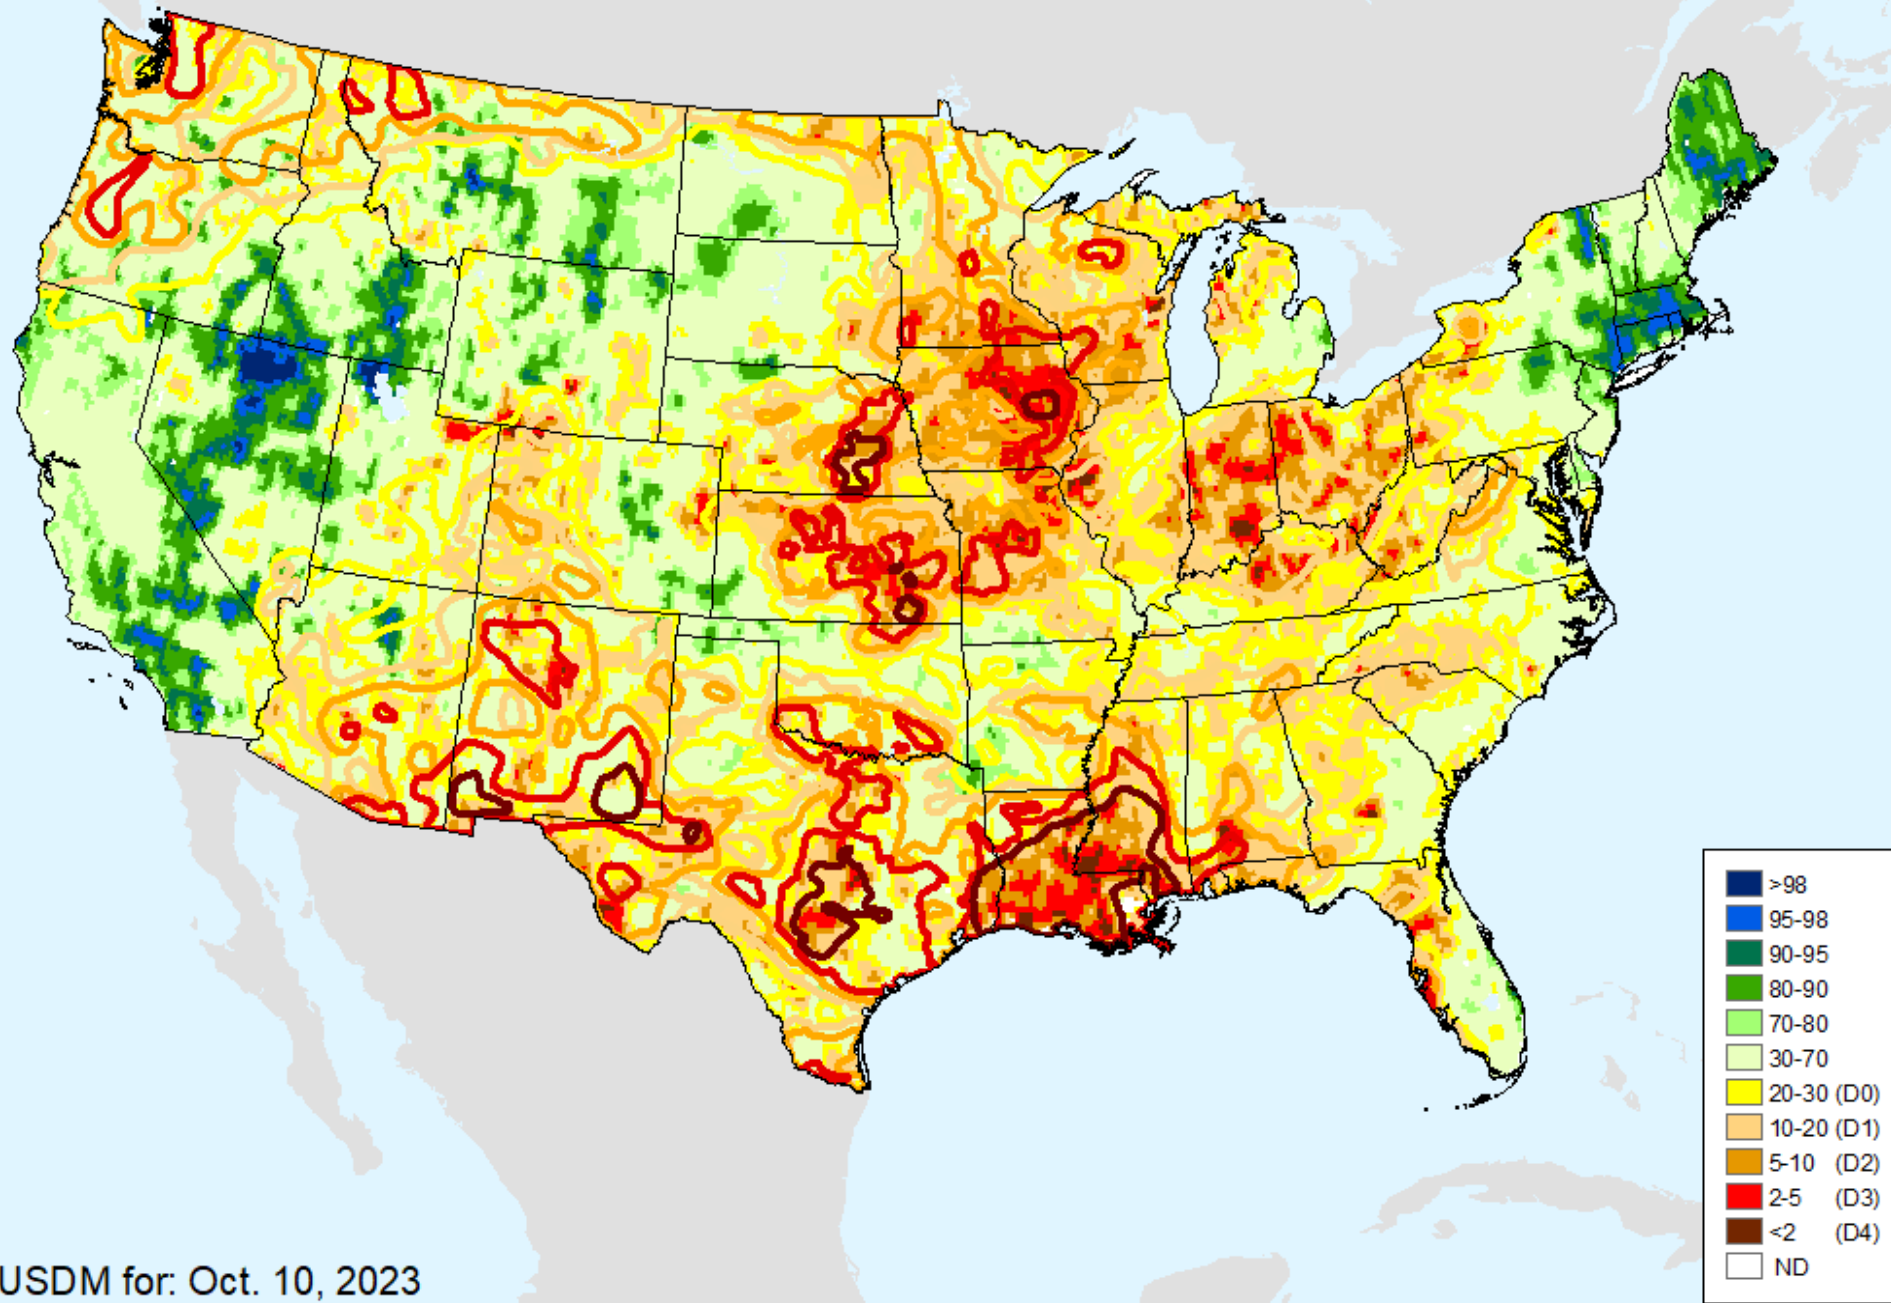 >98
95-98
90-95
80-90
70-80
30-70
20-30 (D0)
10-20 (D1)
5-10 (D2)
2-5 (D3)
<2 (D4)
ND
USDM for: Oct. 10, 2023